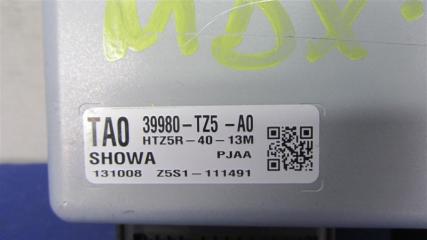 MDX
TA0 39980-TZ5 -A0
HTZ5R-40-13M
SHOWA PJAA
131008 Z5S1-111491